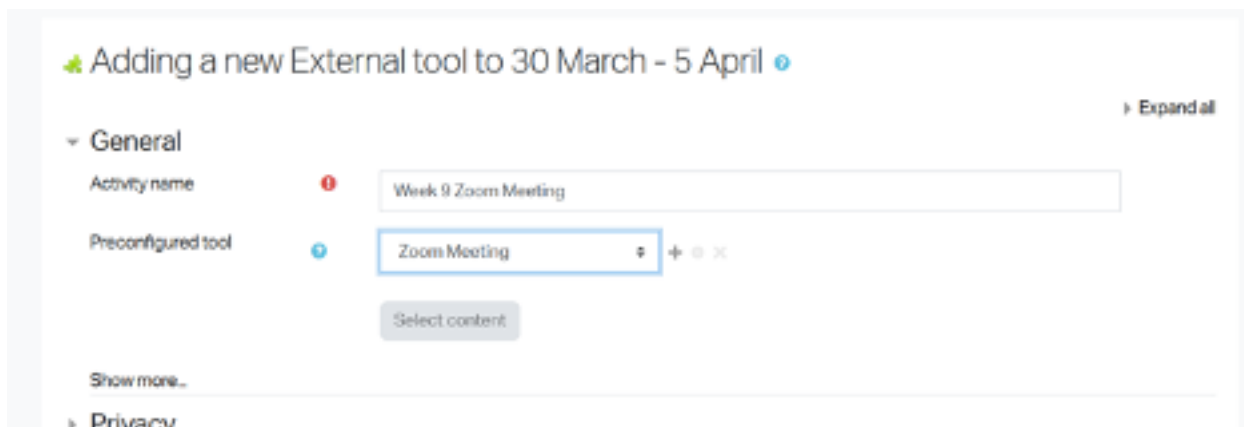 Adding a new External tool to 30 March - 5 April
Expand all
General
Activity name
Week 9 Zoom Meeting
Preconfigured tool
Zoom Meeting
Select content
Show more...
Privacy